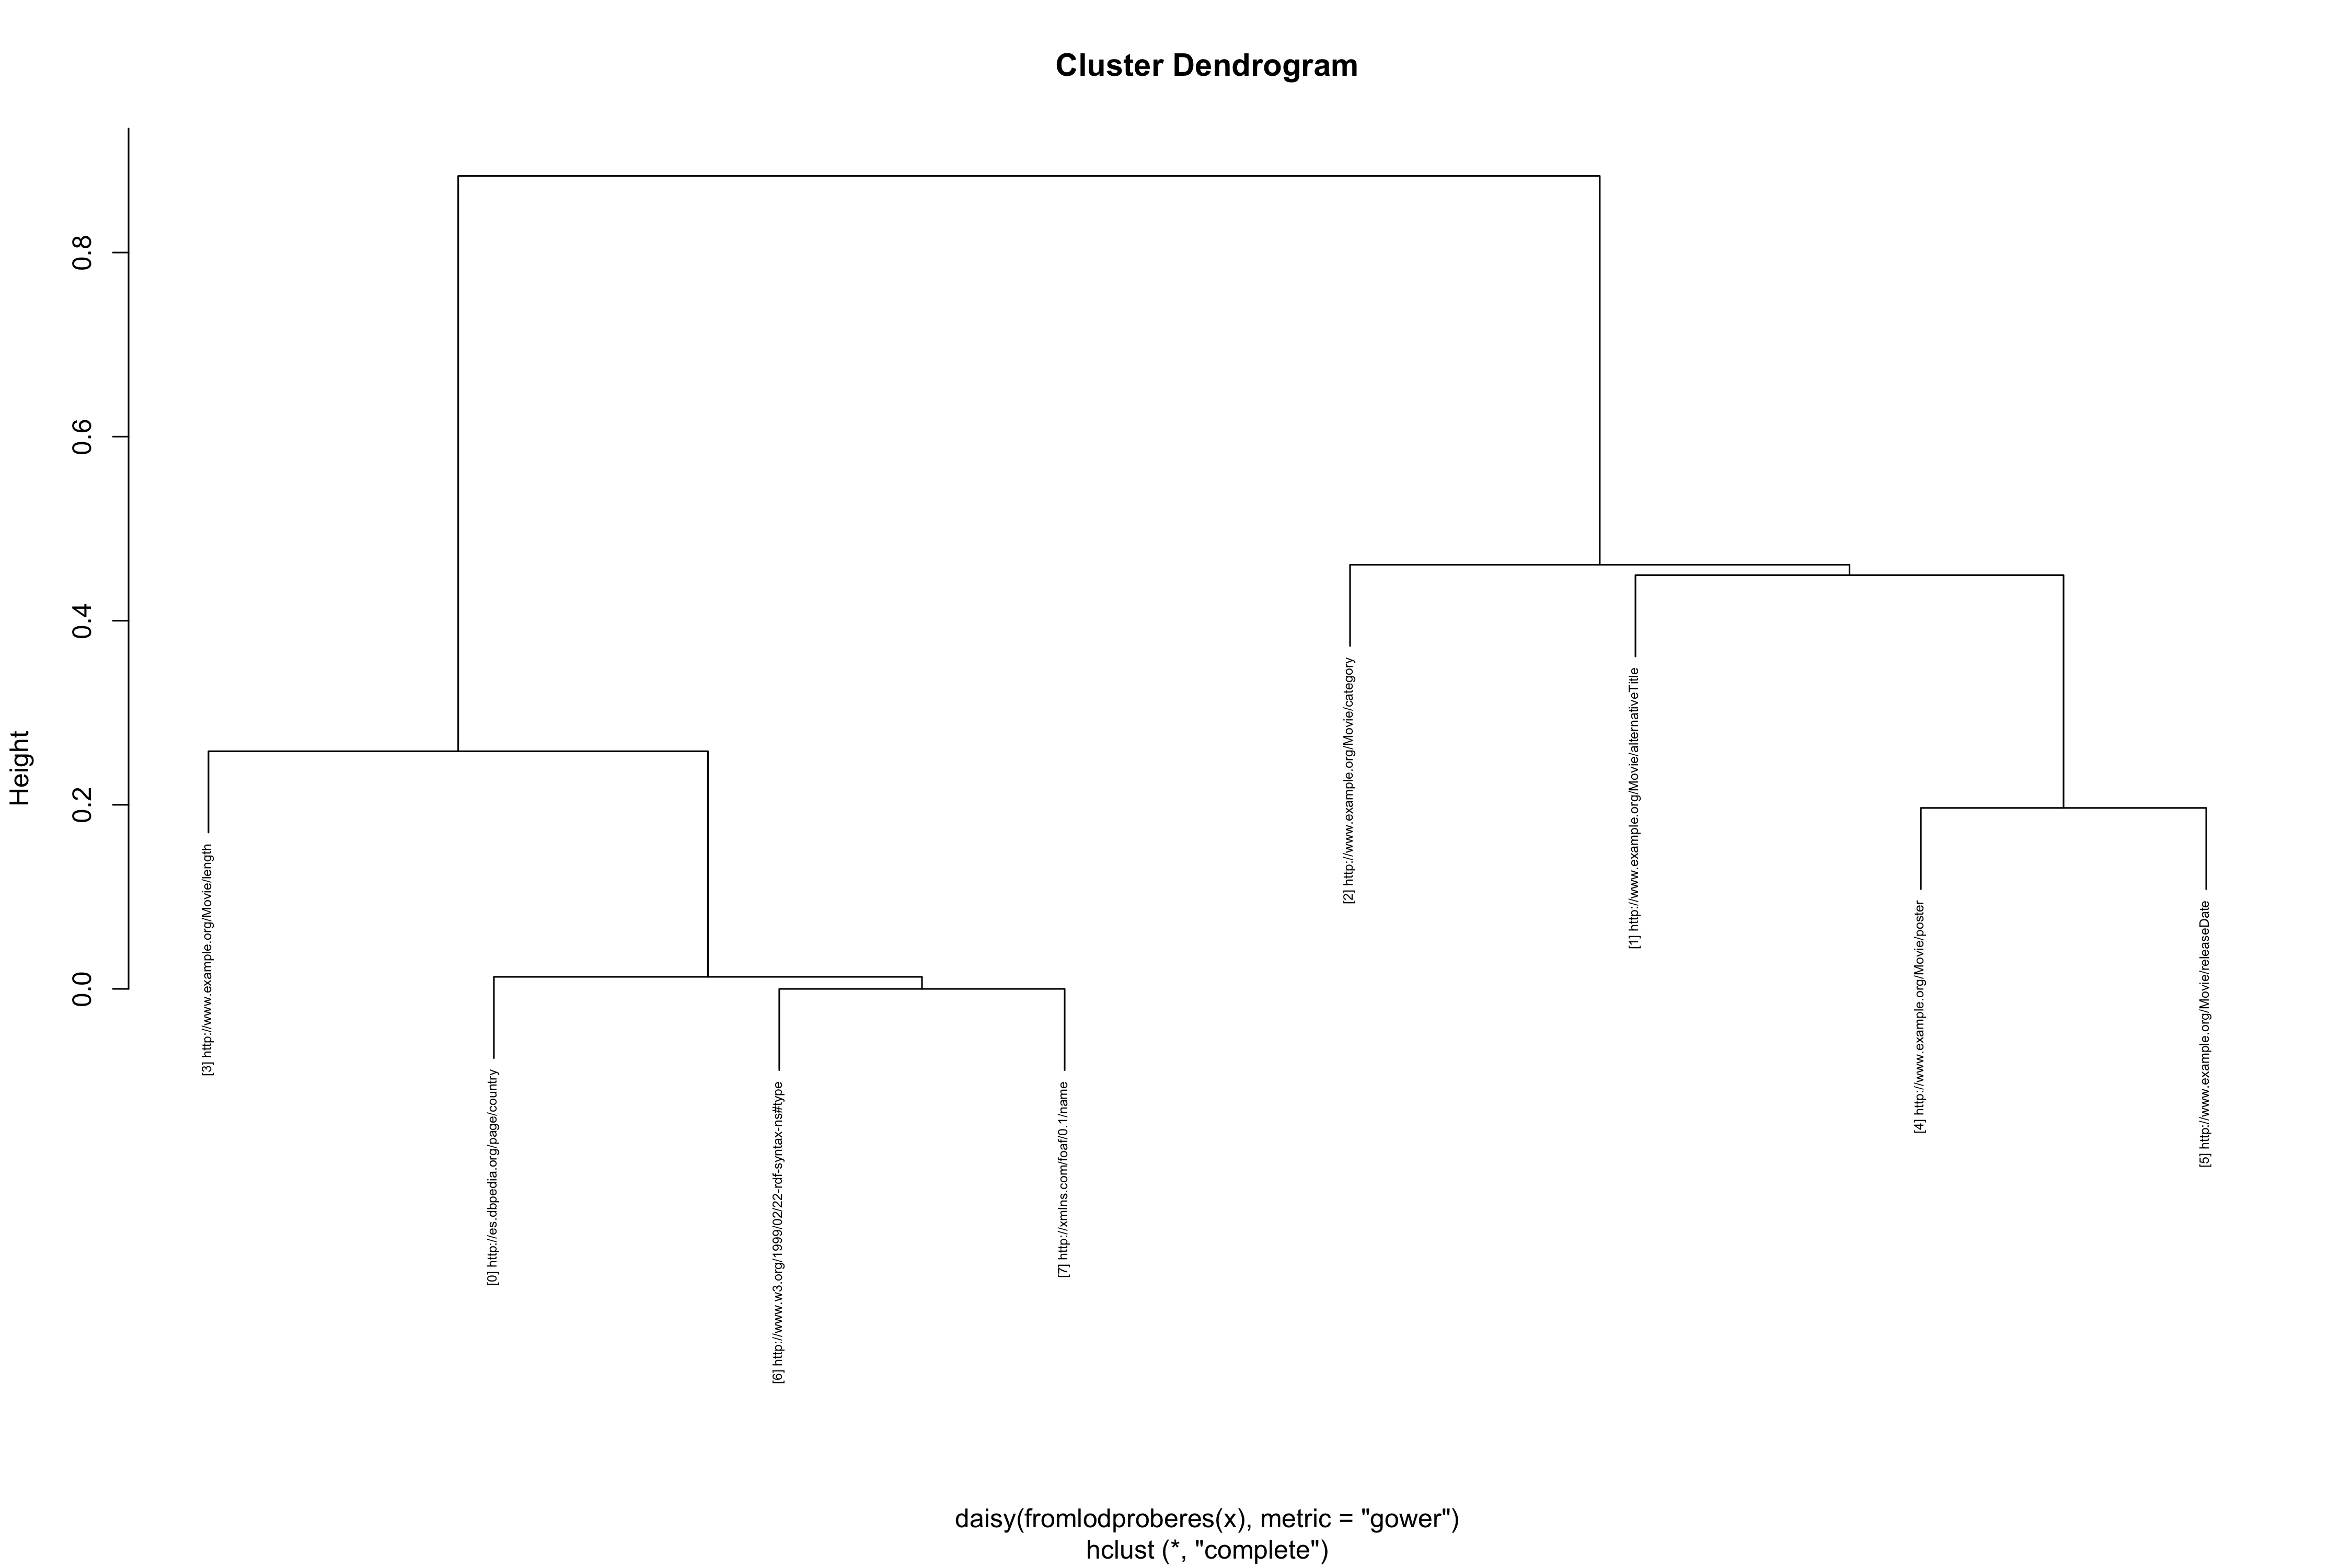 Cluster Dendrogram
Height
0.0
0.2
0.4
0.6
0.8
[3] http://www.example.org/Movie/length
[0] http://es.dbpedia.org/page/country
[6] http://www.w3.org/1999/02/22-rdf-syntax-ns#type
[7] http://xmlns.com/foaf/0.1/name
[2] http://www.example.org/Movie/category
[1] http://www.example.org/Movie/alternativeTitle
[4] http://www.example.org/Movie/poster
[5] http://www.example.org/Movie/releaseDate
daisy(fromlodproberes(x), metric = "gower")
hclust (*, "complete")